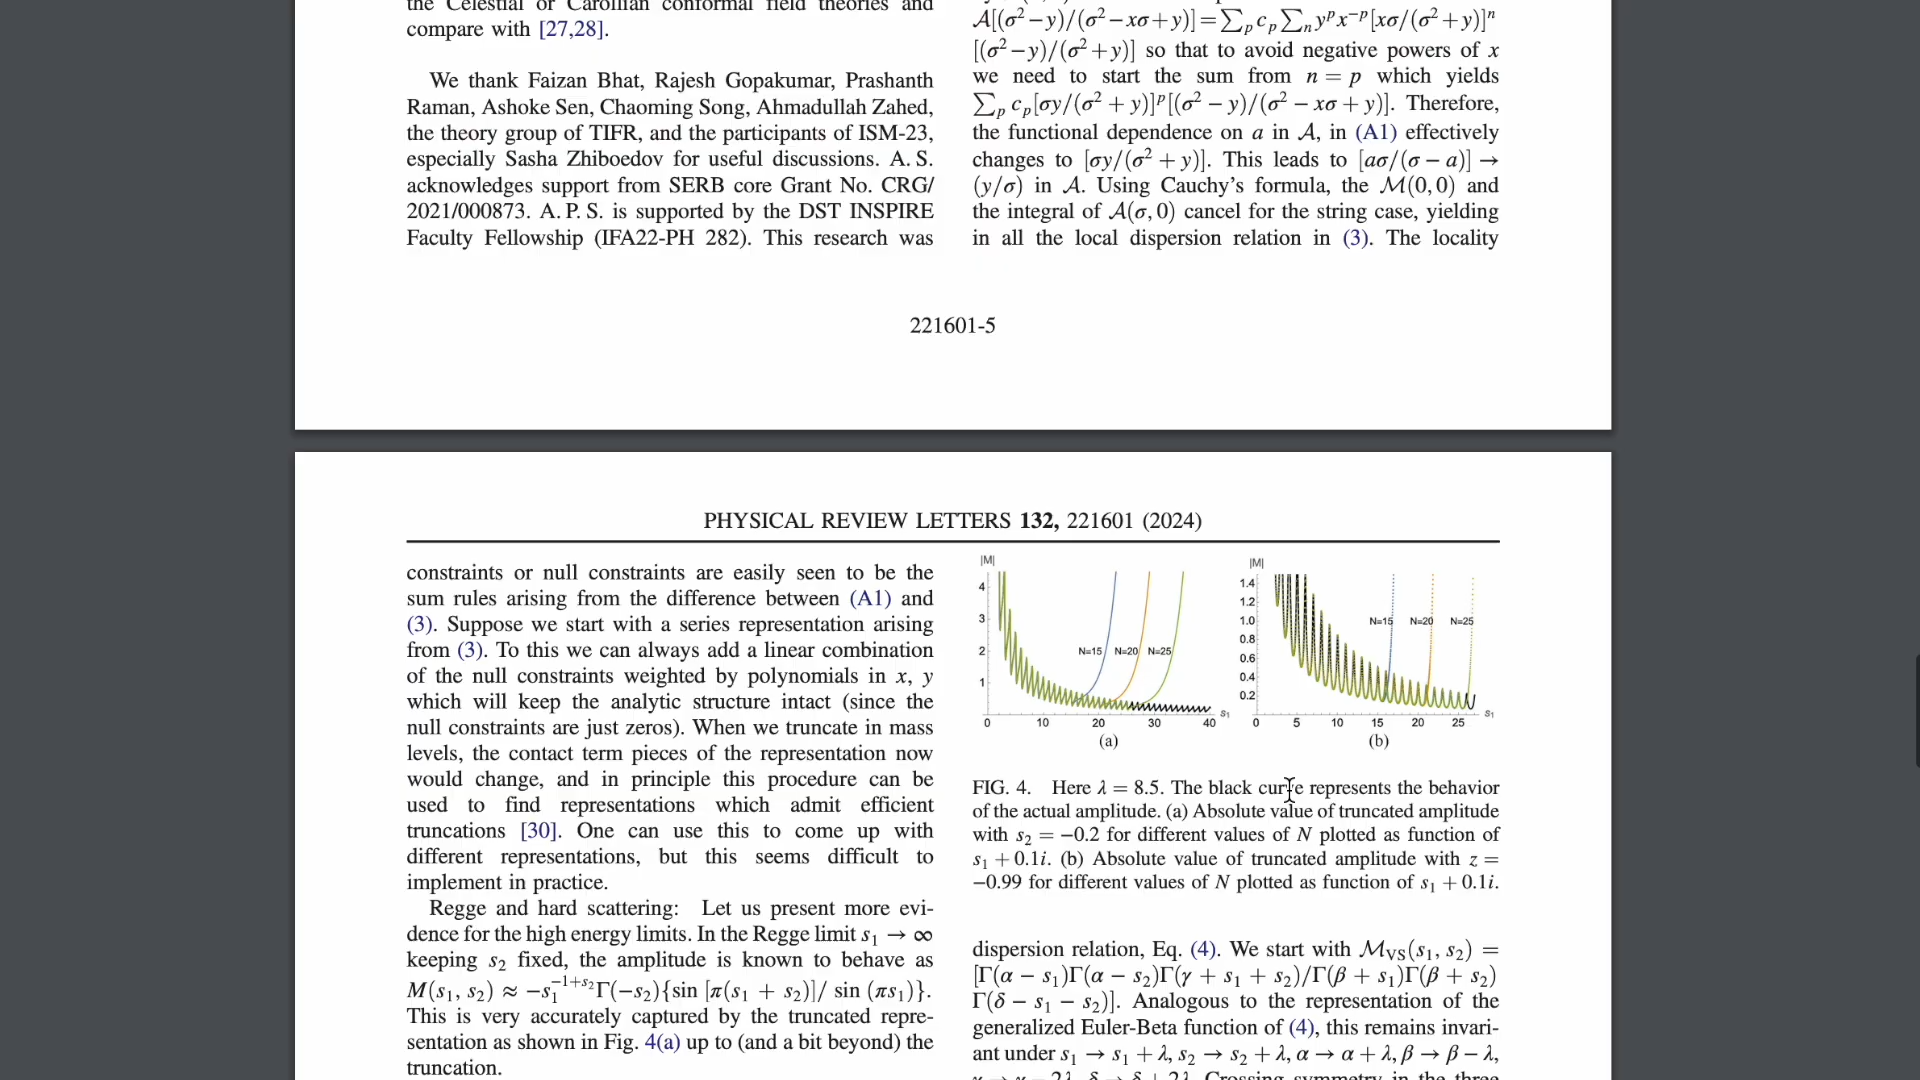 the Celestial or Carollian conformal field theories and
compare with [27,28].
We thank Faizan Bhat, Rajesh Gopakumar, Prashanth
Raman, Ashoke Sen, Chaoming Song, Ahmadullah Zahed,
the theory group of TIFR, and the participants of ISM-23,
especially Sasha Zhiboedov for useful discussions. A. S.
acknowledges support from SERB core Grant No. CRG/
2021/000873. A. P. S. is supported by the DST INSPIRE
Faculty Fellowship (IFA22-PH 282). This research was
𝒜[(σ²−y)/(σ²−xσ+y)]=∑ₚcₚ∑ₙyᵖx⁻ᵖ[xσ/(σ²+y)]ⁿ
[(σ²−y)/(σ²+y)] so that to avoid negative powers of x
we need to start the sum from n = p which yields
∑ₚ cₚ[σy/(σ² + y)]ᵖ[(σ² − y)/(σ² − xσ + y)]. Therefore,
the functional dependence on a in 𝒜, in (A1) effectively
changes to [σy/(σ² + y)]. This leads to [aσ/(σ − a)] →
(y/σ) in 𝒜. Using Cauchy's formula, the ℳ(0,0) and
the integral of 𝒜(σ, 0) cancel for the string case, yielding
in all the local dispersion relation in (3). The locality
221601-5
PHYSICAL REVIEW LETTERS 132, 221601 (2024)
constraints or null constraints are easily seen to be the
sum rules arising from the difference between (A1) and
(3). Suppose we start with a series representation arising
from (3). To this we can always add a linear combination
of the null constraints weighted by polynomials in x, y
which will keep the analytic structure intact (since the
null constraints are just zeros). When we truncate in mass
levels, the contact term pieces of the representation now
would change, and in principle this procedure can be
used to find representations which admit efficient
truncations [30]. One can use this to come up with
different representations, but this seems difficult to
implement in practice.
Regge and hard scattering: Let us present more evi-
dence for the high energy limits. In the Regge limit s₁ → ∞
keeping s₂ fixed, the amplitude is known to behave as
M(s₁, s₂) ≈ −s₁^{−1+s₂}Γ(−s₂){sin [π(s₁ + s₂)]/ sin (πs₁)}.
This is very accurately captured by the truncated repre-
sentation as shown in Fig. 4(a) up to (and a bit beyond) the
truncation.
|M|
4
3
2
1
N=15 N=20 N=25
0 10 20 30 40 s₁
(a)
|M|
1.4
1.2
1.0
0.8
0.6
0.4
0.2
N=15 N=20 N=25
0 5 10 15 20 25 s₁
(b)
FIG. 4. Here λ = 8.5. The black curve represents the behavior
of the actual amplitude. (a) Absolute value of truncated amplitude
with s₂ = −0.2 for different values of N plotted as function of
s₁ + 0.1i. (b) Absolute value of truncated amplitude with z =
−0.99 for different values of N plotted as function of s₁ + 0.1i.
dispersion relation, Eq. (4). We start with ℳ_VS(s₁, s₂) =
[Γ(α − s₁)Γ(α − s₂)Γ(γ + s₁ + s₂)/Γ(β + s₁)Γ(β + s₂)
Γ(δ − s₁ − s₂)]. Analogous to the representation of the
generalized Euler-Beta function of (4), this remains invari-
ant under s₁ → s₁ + λ, s₂ → s₂ + λ, α → α + λ, β → β − λ,
γ → γ − 2λ, δ → δ + 2λ. Crossing symmetry in the three